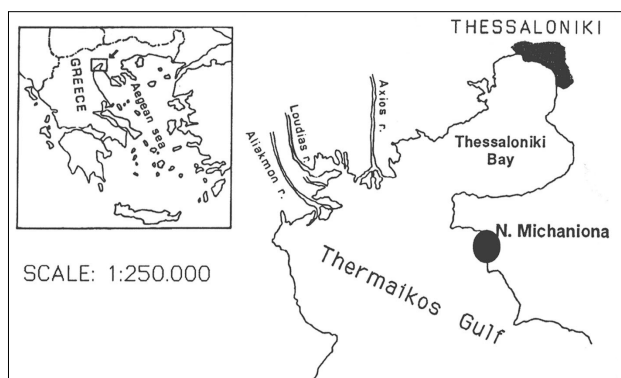 THESSALONIKI
GREECE
Aegean sea
Axios r.
Loudias r.
Aliakmon r.
Thessaloniki
Bay
N. Michaniona
SCALE: 1:250.000
Thermaikos Gulf